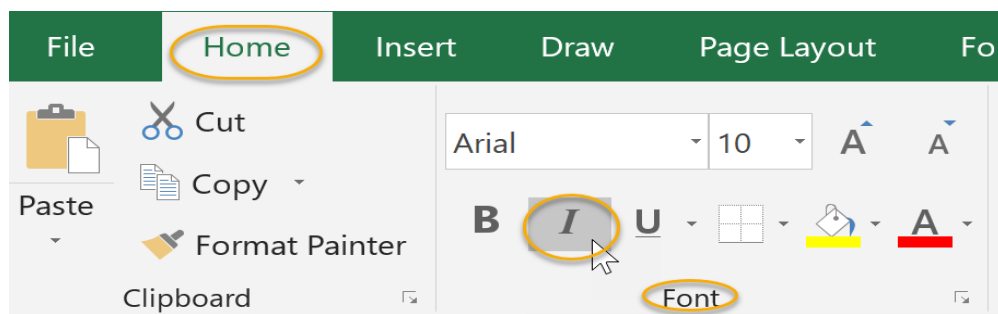 File Home Insert Draw Page Layout Fo
Cut
Arial 10 A A
Copy
Paste
B I U A
Format Painter
Clipboard Font